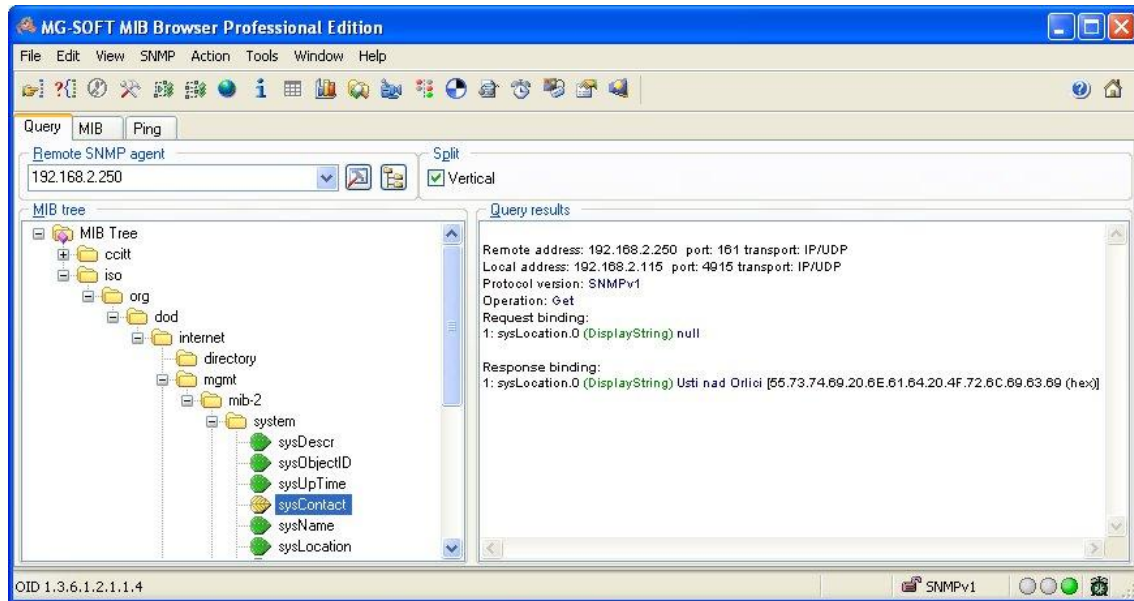 MG-SOFT MIB Browser Professional Edition
File Edit View SNMP Action Tools Window Help
Query MIB Ping
Remote SNMP agent
192.168.2.250
Split
Vertical
MIB tree
MIB Tree
ccitt
iso
org
dod
internet
directory
mgmt
mib-2
system
sysDescr
sysObjectID
sysUpTime
sysContact
sysName
sysLocation
Query results
Remote address: 192.168.2.250 port: 161 transport: IP/UDP
Local address: 192.168.2.115 port: 4915 transport: IP/UDP
Protocol version: SNMPv1
Operation: Get
Request binding:
1: sysLocation.0 (DisplayString) null
Response binding:
1: sysLocation.0 (DisplayString) Usti nad Orlici [55.73.74.69.20.6E.61.64.20.4F.72.6C.69.63.69 (hex)]
OID 1.3.6.1.2.1.1.4
SNMPv1